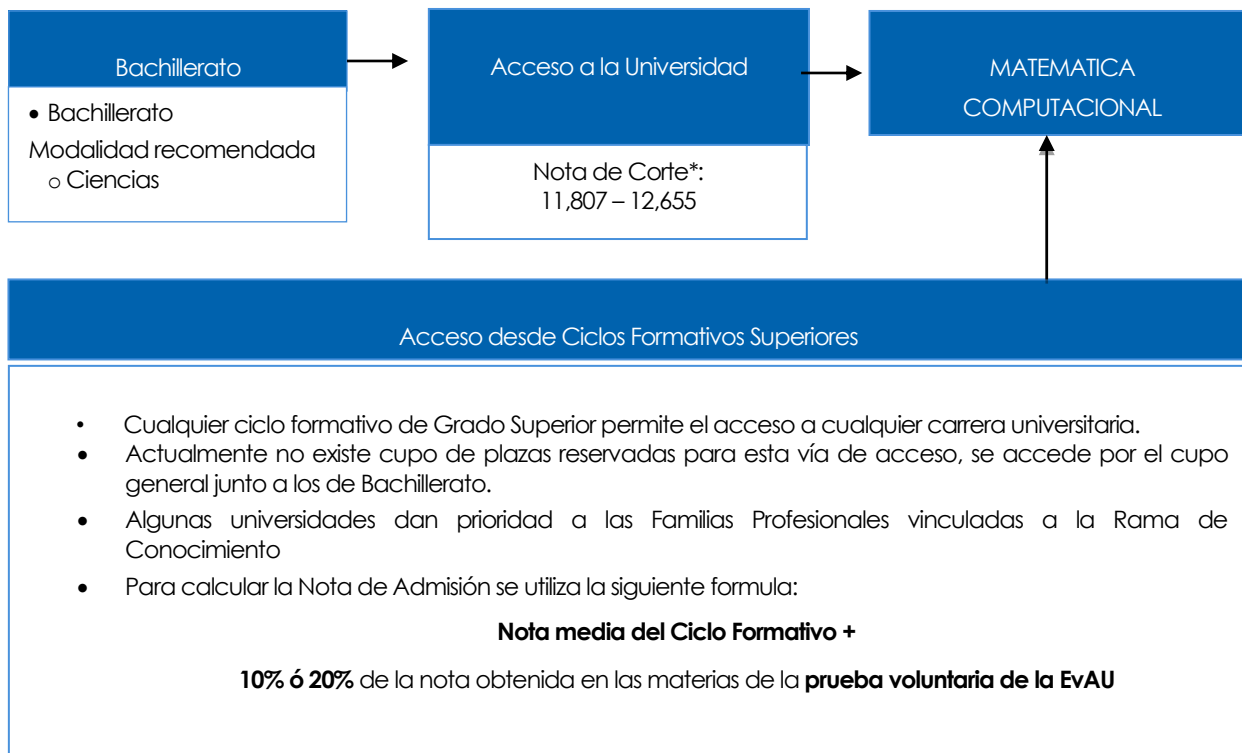 Bachillerato
• Bachillerato
Modalidad recomendada
o Ciencias
Acceso a la Universidad
Nota de Corte*:
11,807 – 12,655
MATEMATICA
COMPUTACIONAL
Acceso desde Ciclos Formativos Superiores
• Cualquier ciclo formativo de Grado Superior permite el acceso a cualquier carrera universitaria.
• Actualmente no existe cupo de plazas reservadas para esta vía de acceso, se accede por el cupo
general junto a los de Bachillerato.
• Algunas universidades dan prioridad a las Familias Profesionales vinculadas a la Rama de
Conocimiento
• Para calcular la Nota de Admisión se utiliza la siguiente formula:
Nota media del Ciclo Formativo +
10% ó 20% de la nota obtenida en las materias de la prueba voluntaria de la EvAU